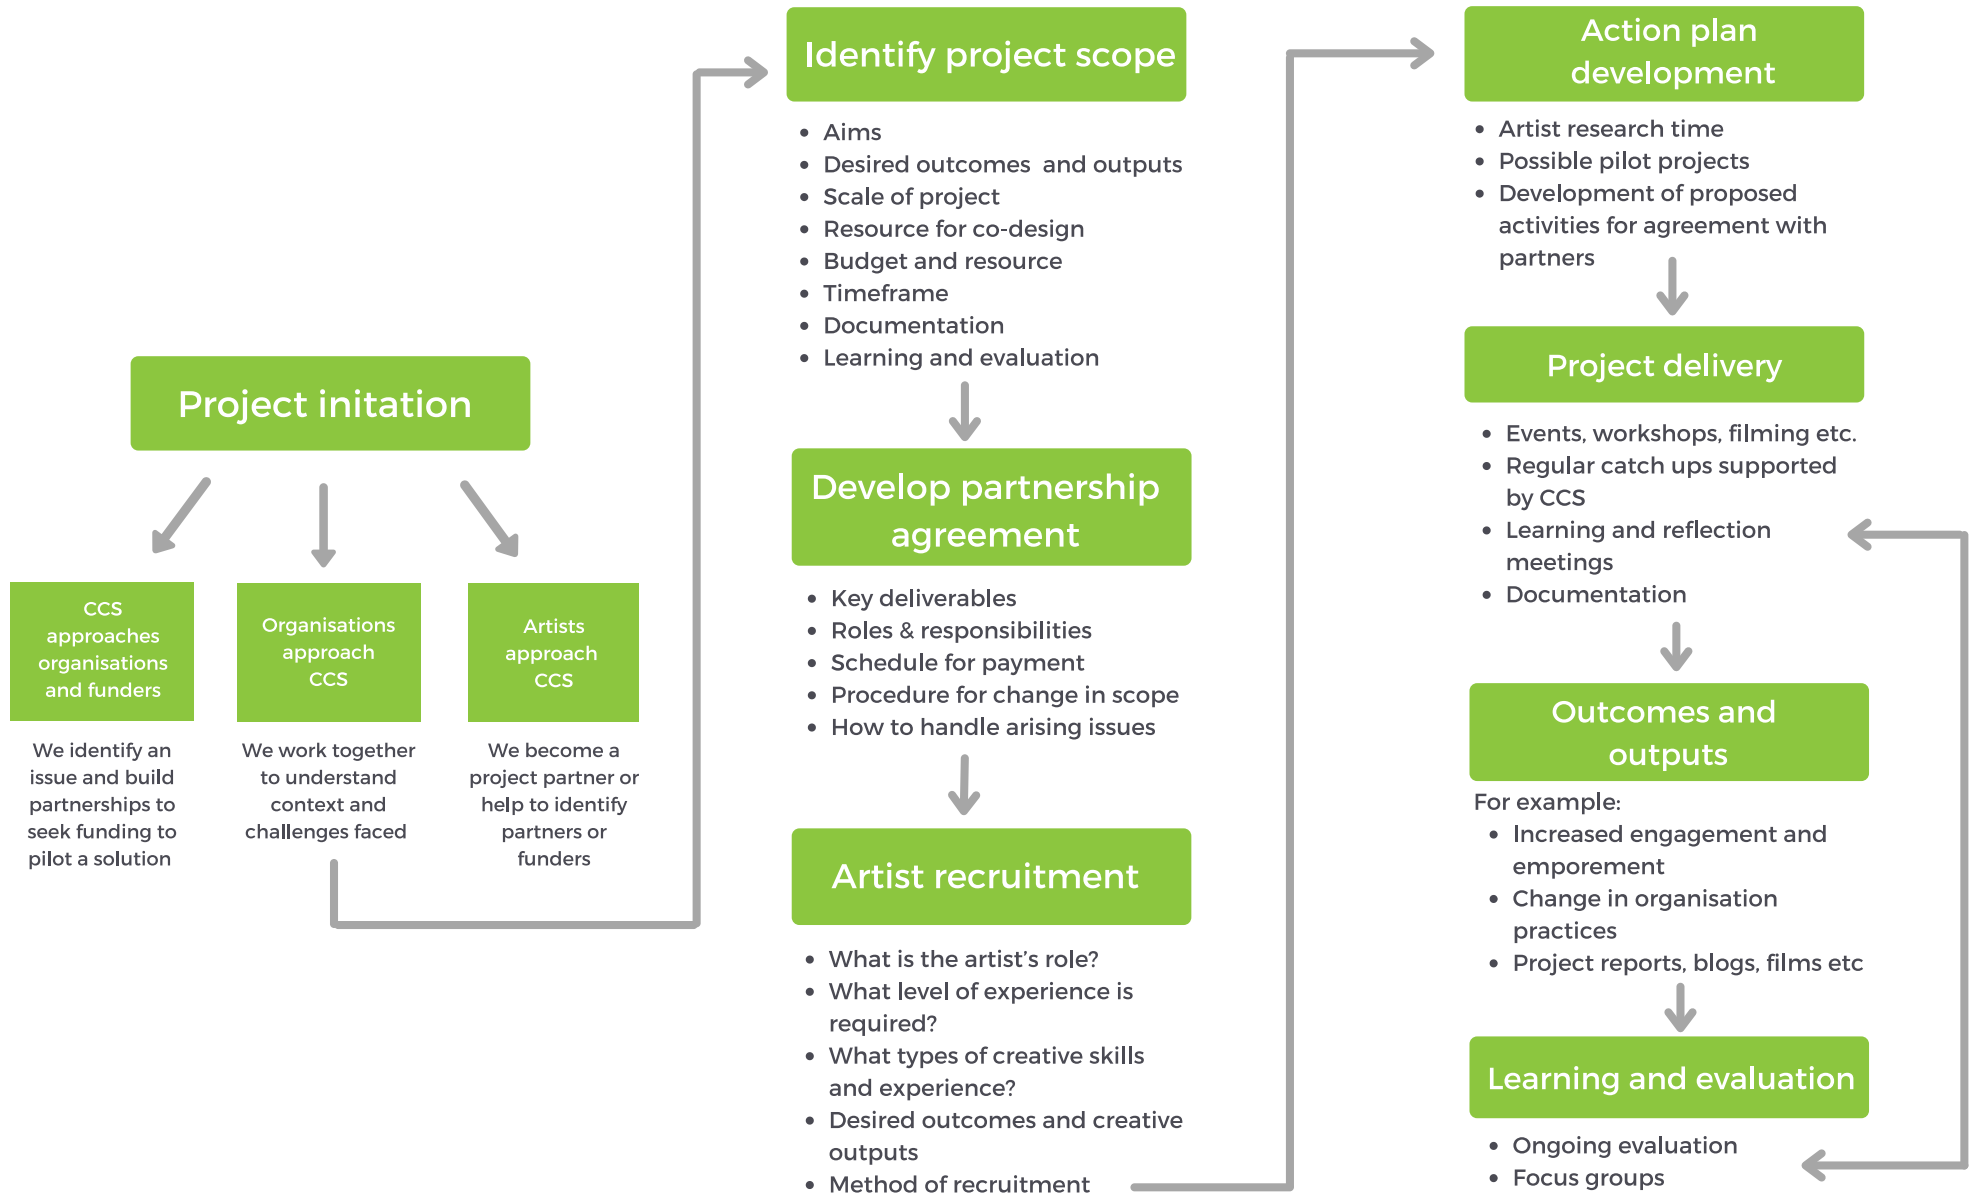 Project initation
CCS
approaches
organisations
and funders
We identify an
issue and build
partnerships to
seek funding to
pilot a solution
Organisations
approach
CCS
We work together
to understand
context and
challenges faced
Artists
approach
CCS
We become a
project partner or
help to identify
partners or
funders
Identify project scope
• Aims
• Desired outcomes and outputs
• Scale of project
• Resource for co-design
• Budget and resource
• Timeframe
• Documentation
• Learning and evaluation
Develop partnership
agreement
• Key deliverables
• Roles & responsibilities
• Schedule for payment
• Procedure for change in scope
• How to handle arising issues
Artist recruitment
• What is the artist’s role?
• What level of experience is
required?
• What types of creative skills
and experience?
• Desired outcomes and creative
outputs
• Method of recruitment
Action plan
development
• Artist research time
• Possible pilot projects
• Development of proposed
activities for agreement with
partners
Project delivery
• Events, workshops, filming etc.
• Regular catch ups supported
by CCS
• Learning and reflection
meetings
• Documentation
Outcomes and
outputs
For example:
• Increased engagement and
emporement
• Change in organisation
practices
• Project reports, blogs, films etc
Learning and evaluation
• Ongoing evaluation
• Focus groups